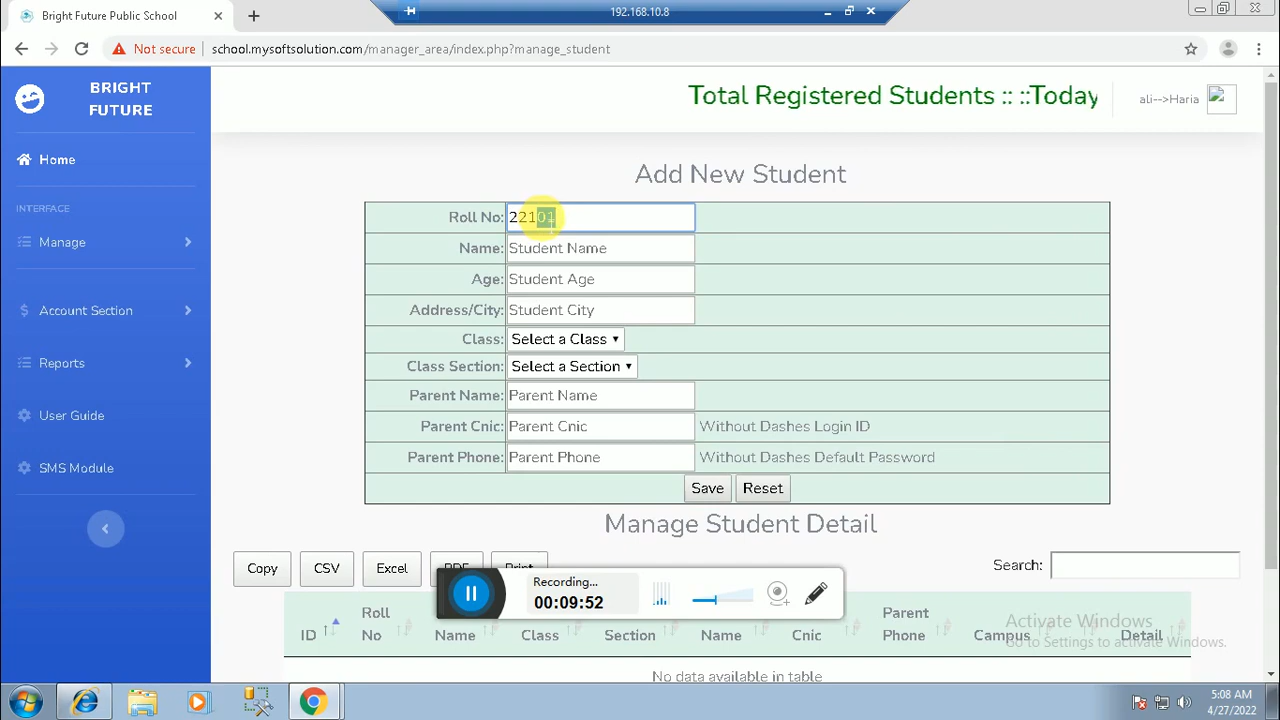 Bright Future Public School
192.168.10.8
Not secure
school.mysoftsolution.com/manager_area/index.php?manage_student
BRIGHT
FUTURE
Home
INTERFACE
Manage
Account Section
Reports
User Guide
SMS Module
Total Registered Students :: ::Today
ali-->Haria
Add New Student
Roll No: 22101
Name: Student Name
Age: Student Age
Address/City: Student City
Class: Select a Class
Class Section: Select a Section
Parent Name: Parent Name
Parent Cnic: Parent Cnic Without Dashes Login ID
Parent Phone: Parent Phone Without Dashes Default Password
Save Reset
Manage Student Detail
Copy CSV Excel PDF Print Search:
Recording...
00:09:52
ID Roll No Name Class Section Name Cnic Parent Phone Campus Detail
Activate Windows
Go to Settings to activate Windows.
No data available in table
5:08 AM
4/27/2022